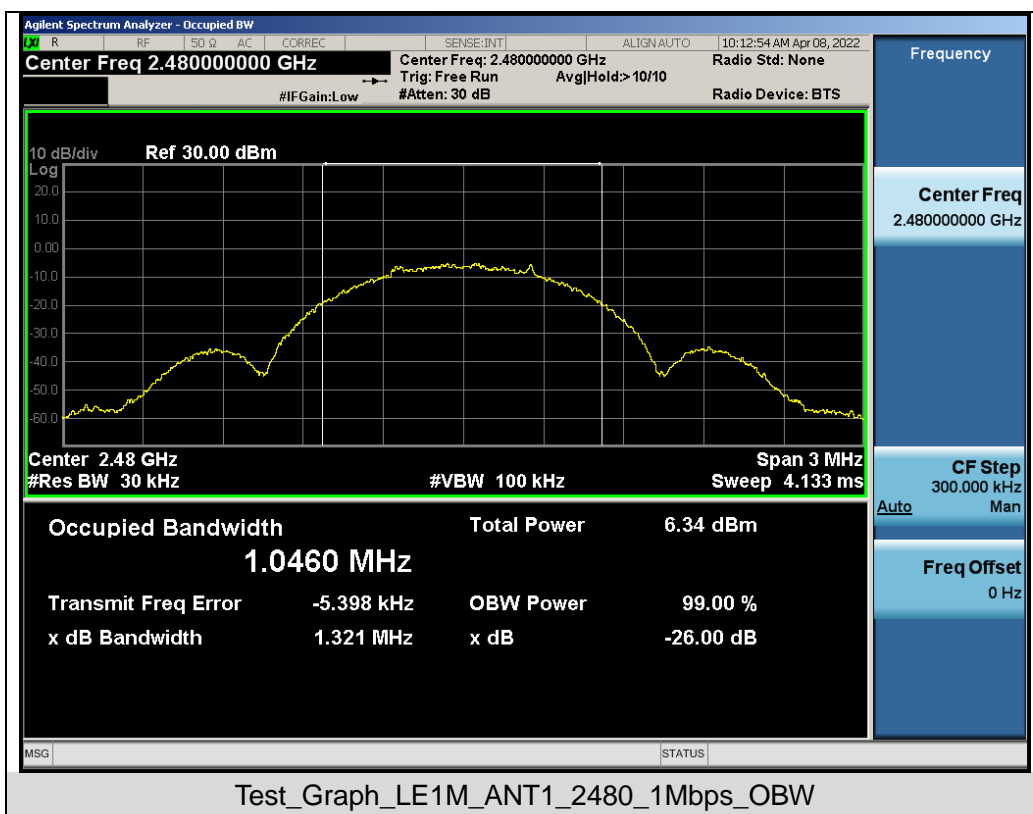 Agilent Spectrum Analyzer - Occupied BW
LXI R RF 50 Ω AC CORREC SENSE:INT ALIGN AUTO 10:12:54 AM Apr 08, 2022
Center Freq 2.480000000 GHz Center Freq: 2.480000000 GHz Radio Std: None
Trig: Free Run Avg|Hold:> 10/10
#IFGain:Low #Atten: 30 dB Radio Device: BTS
10 dB/div Ref 30.00 dBm
Log
20.0
10.0
0.00
-10.0
-20.0
-30.0
-40.0
-50.0
-60.0
Center 2.48 GHz Span 3 MHz
#Res BW 30 kHz #VBW 100 kHz Sweep 4.133 ms
Occupied Bandwidth Total Power 6.34 dBm
1.0460 MHz
Transmit Freq Error -5.398 kHz OBW Power 99.00 %
x dB Bandwidth 1.321 MHz x dB -26.00 dB
Frequency
Center Freq
2.480000000 GHz
CF Step
300.000 kHz
Auto Man
Freq Offset
0 Hz
MSG STATUS
Test_Graph_LE1M_ANT1_2480_1Mbps_OBW